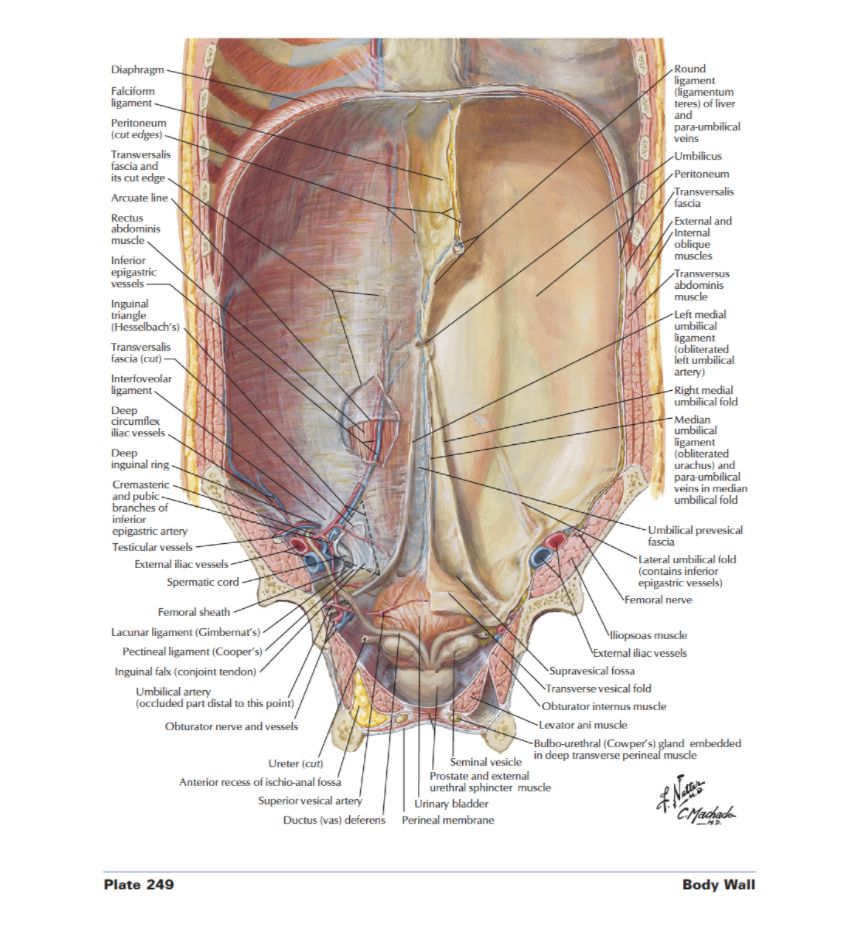 Diaphragm
Falciform
ligament
Peritoneum
(cut edges)
Transversalis
fascia and
its cut edge
Arcuate line
Rectus
abdominis
muscle
Inferior
epigastric
vessels
Inguinal
triangle
(Hesselbach's)
Transversalis
fascia (cut)
Interfoveolar
ligament
Deep
circumflex
iliac vessels
Deep
inguinal ring
Cremasteric
and pubic
branches of
inferior
epigastric artery
Testicular vessels
External iliac vessels
Spermatic cord
Femoral sheath
Lacunar ligament (Gimbernat's)
Pectineal ligament (Cooper's)
Inguinal falx (conjoint tendon)
Umbilical artery
(occluded part distal to this point)
Obturator nerve and vessels
Ureter (cut)
Anterior recess of ischio-anal fossa
Superior vesical artery
Ductus (vas) deferens
Perineal membrane
Urinary bladder
Prostate and external
urethral sphincter muscle
Seminal vesicle
Round
ligament
(ligamentum
teres) of liver
and
para-umbilical
veins
Umbilicus
Peritoneum
Transversalis
fascia
External and
Internal
oblique
muscles
Transversus
abdominis
muscle
Left medial
umbilical
ligament
(obliterated
left umbilical
artery)
Right medial
umbilical fold
Median
umbilical
ligament
(obliterated
urachus) and
para-umbilical
veins in median
umbilical fold
Umbilical prevesical
fascia
Lateral umbilical fold
(contains inferior
epigastric vessels)
Femoral nerve
Iliopsoas muscle
External iliac vessels
Supravesical fossa
Transverse vesical fold
Obturator internus muscle
Levator ani muscle
Bulbo-urethral (Cowper's) gland embedded
in deep transverse perineal muscle
F. Netter
M.D.
C. Machado
M.D.
Plate 249
Body Wall